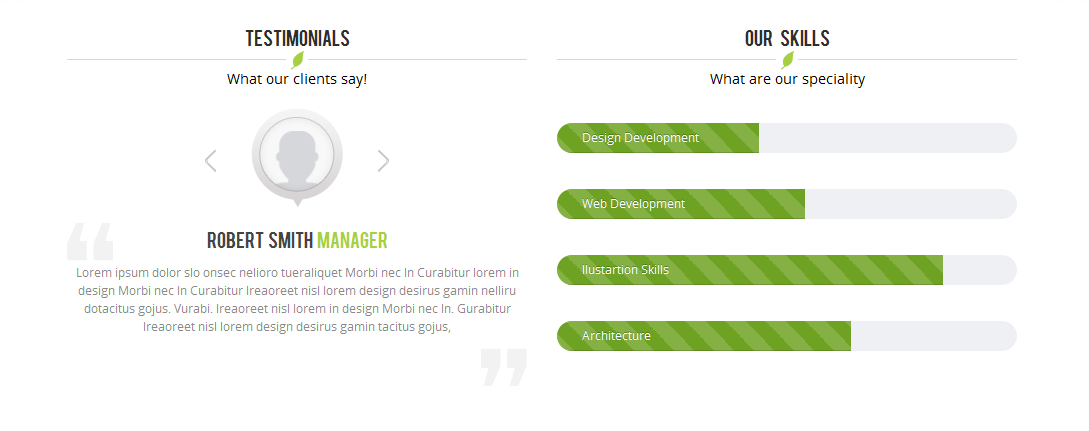 TESTIMONIALS
What our clients say!
ROBERT SMITH MANAGER
Lorem ipsum dolor slo onsec nelioro tueraliquet Morbi nec In Curabitur lorem in
design Morbi nec In Curabitur lreaoreet nisl lorem design desirus gamin nelliru
dotacitus gojus. Vurabi. Ireaoreet nisl lorem in design Morbi nec In. Gurabitur
lreaoreet nisl lorem design desirus gamin tacitus gojus,
OUR SKILLS
What are our speciality
Design Development
Web Development
llustartion Skills
Architecture